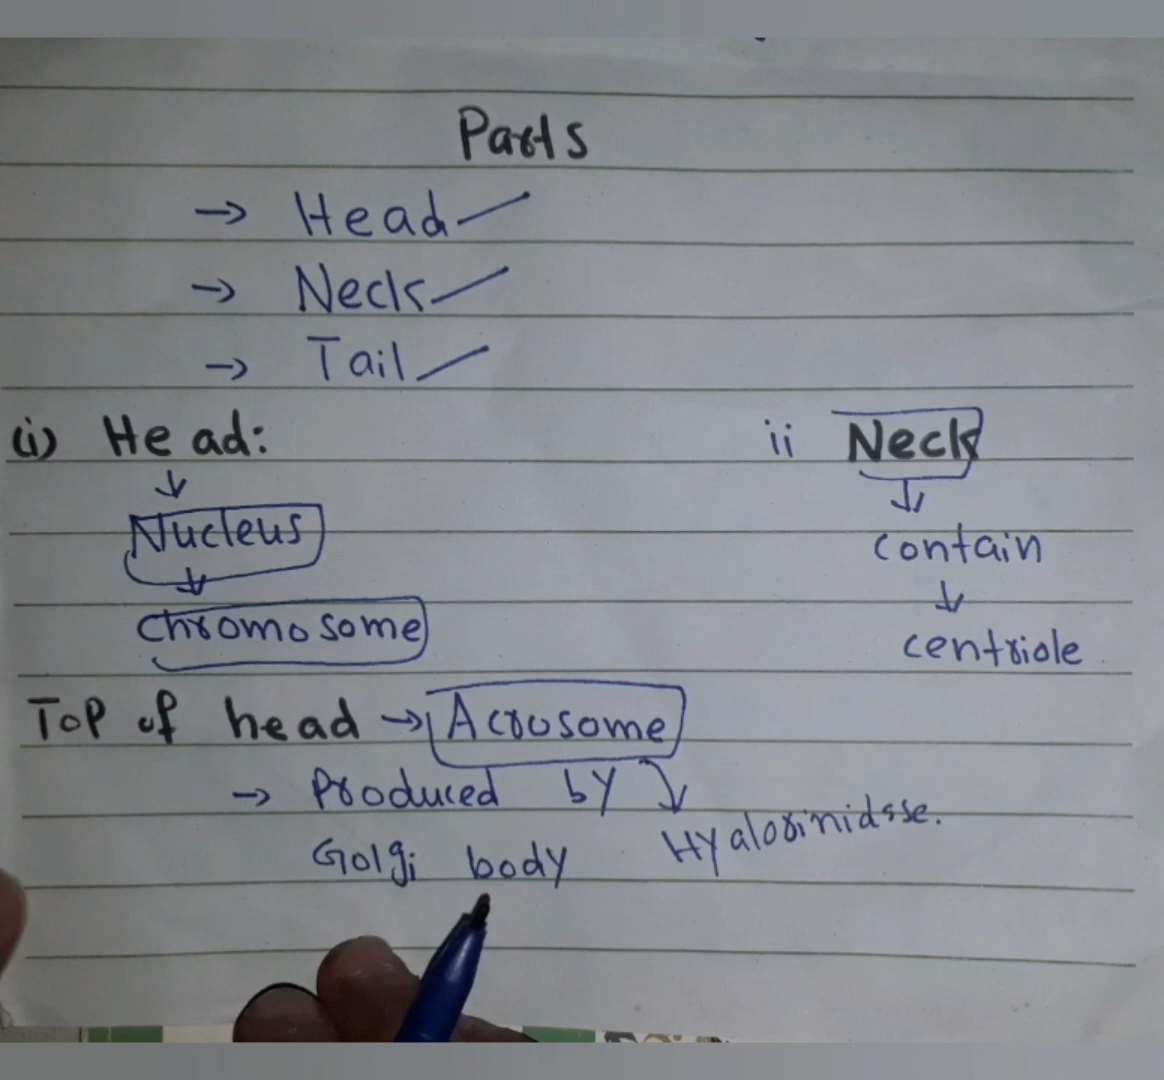 Parts
→ Head
→ Neck
→ Tail
(i) Head:
↓
Nucleus
↓
Chromosome
ii Neck
↓
contain
↓
centriole
Top of head → Acrosome
→ Produced by
Golgi body
Hyalorinidase.